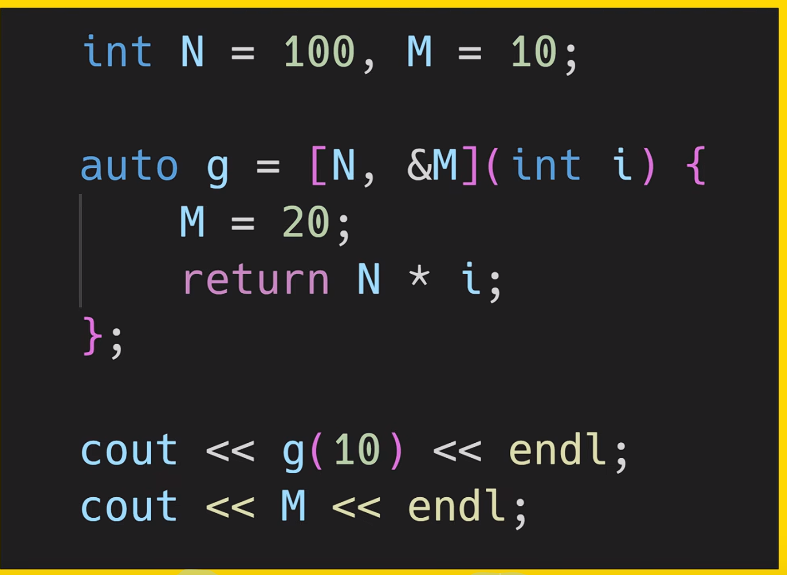 int N = 100, M = 10;
auto g = [N, &M](int i) {
    M = 20;
    return N * i;
};
cout << g(10) << endl;
cout << M << endl;